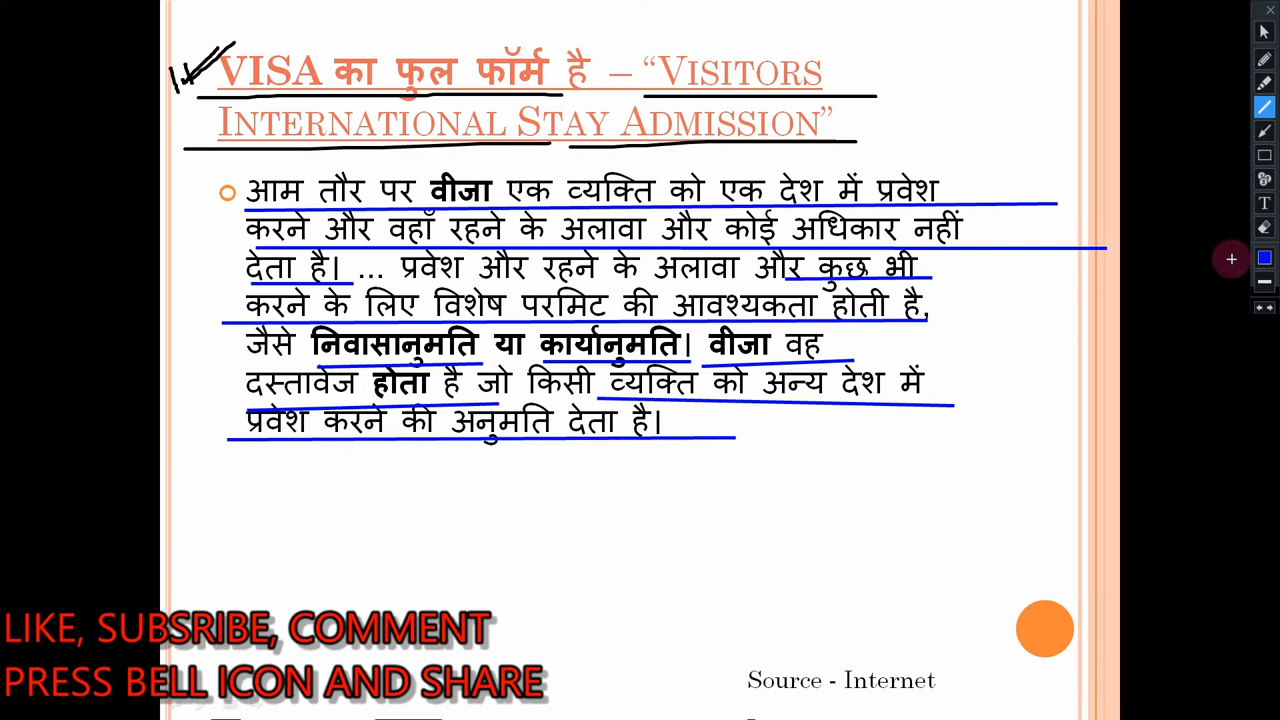 1. VISA का फुल फॉर्म है – “VISITORS
INTERNATIONAL STAY ADMISSION”
आम तौर पर वीजा एक व्यक्ति को एक देश में प्रवेश
करने और वहाँ रहने के अलावा और कोई अधिकार नहीं
देता है। ... प्रवेश और रहने के अलावा और कुछ भी
करने के लिए विशेष परमिट की आवश्यकता होती है,
जैसे निवासानुमति या कार्यानुमति। वीजा वह
दस्तावेज होता है जो किसी व्यक्ति को अन्य देश में
प्रवेश करने की अनुमति देता है।
LIKE, SUBSRIBE, COMMENT
PRESS BELL ICON AND SHARE
Source - Internet